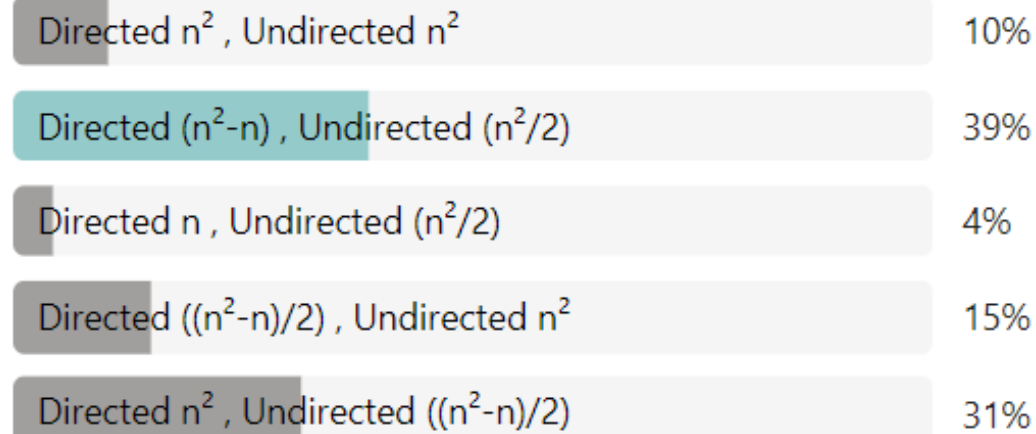 Directed n² , Undirected n² 10%
Directed (n²-n) , Undirected (n²/2) 39%
Directed n , Undirected (n²/2) 4%
Directed ((n²-n)/2) , Undirected n² 15%
Directed n² , Undirected ((n²-n)/2) 31%